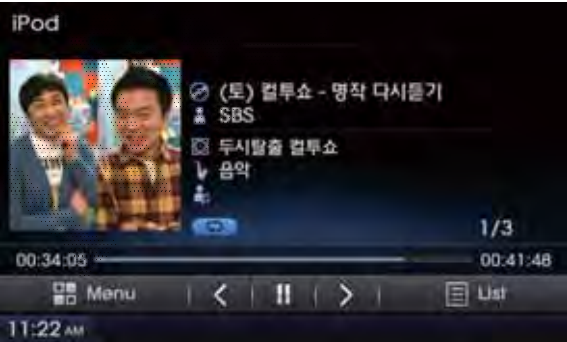 iPod
(토) 컬투쇼 - 명작 다시듣기
SBS
두시탈출 컬투쇼
음악
1/3
00:34:05 00:41:48
Menu List
11:22 AM